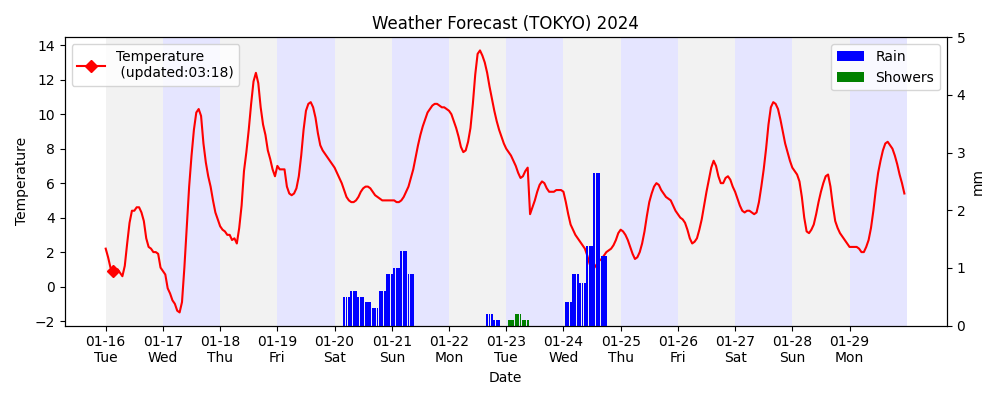 Weather Forecast (TOKYO) 2024
Temperature
(updated:03:18)
Rain
Showers
14
12
10
8
6
4
2
0
−2
Temperature
5
4
3
2
1
0
mm
01-16 01-17 01-18 01-19 01-20 01-21 01-22 01-23 01-24 01-25 01-26 01-27 01-28 01-29
Tue Wed Thu Fri Sat Sun Mon Tue Wed Thu Fri Sat Sun Mon
Date